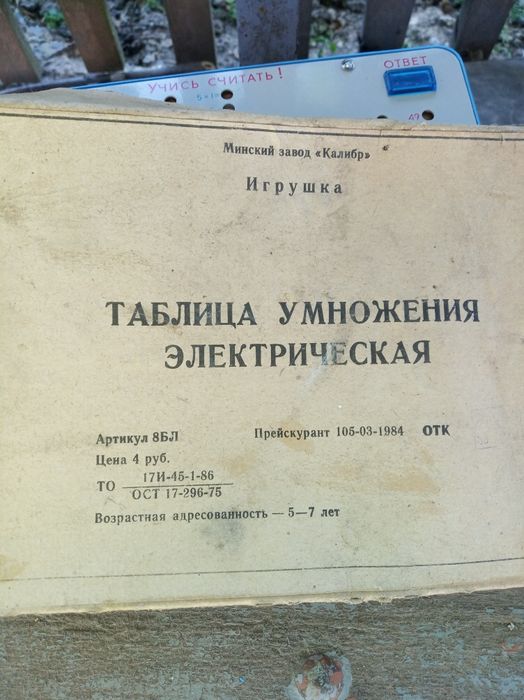 УЧИСЬ СЧИТАТЬ!
ОТВЕТ
49
Минский завод «Калибр»
Игрушка
ТАБЛИЦА УМНОЖЕНИЯ
ЭЛЕКТРИЧЕСКАЯ
Артикул 8БЛ Прейскурант 105-03-1984 ОТК
Цена 4 руб.
ТО 17И-45-1-86
ОСТ 17-296-75
Возрастная адресованность — 5—7 лет